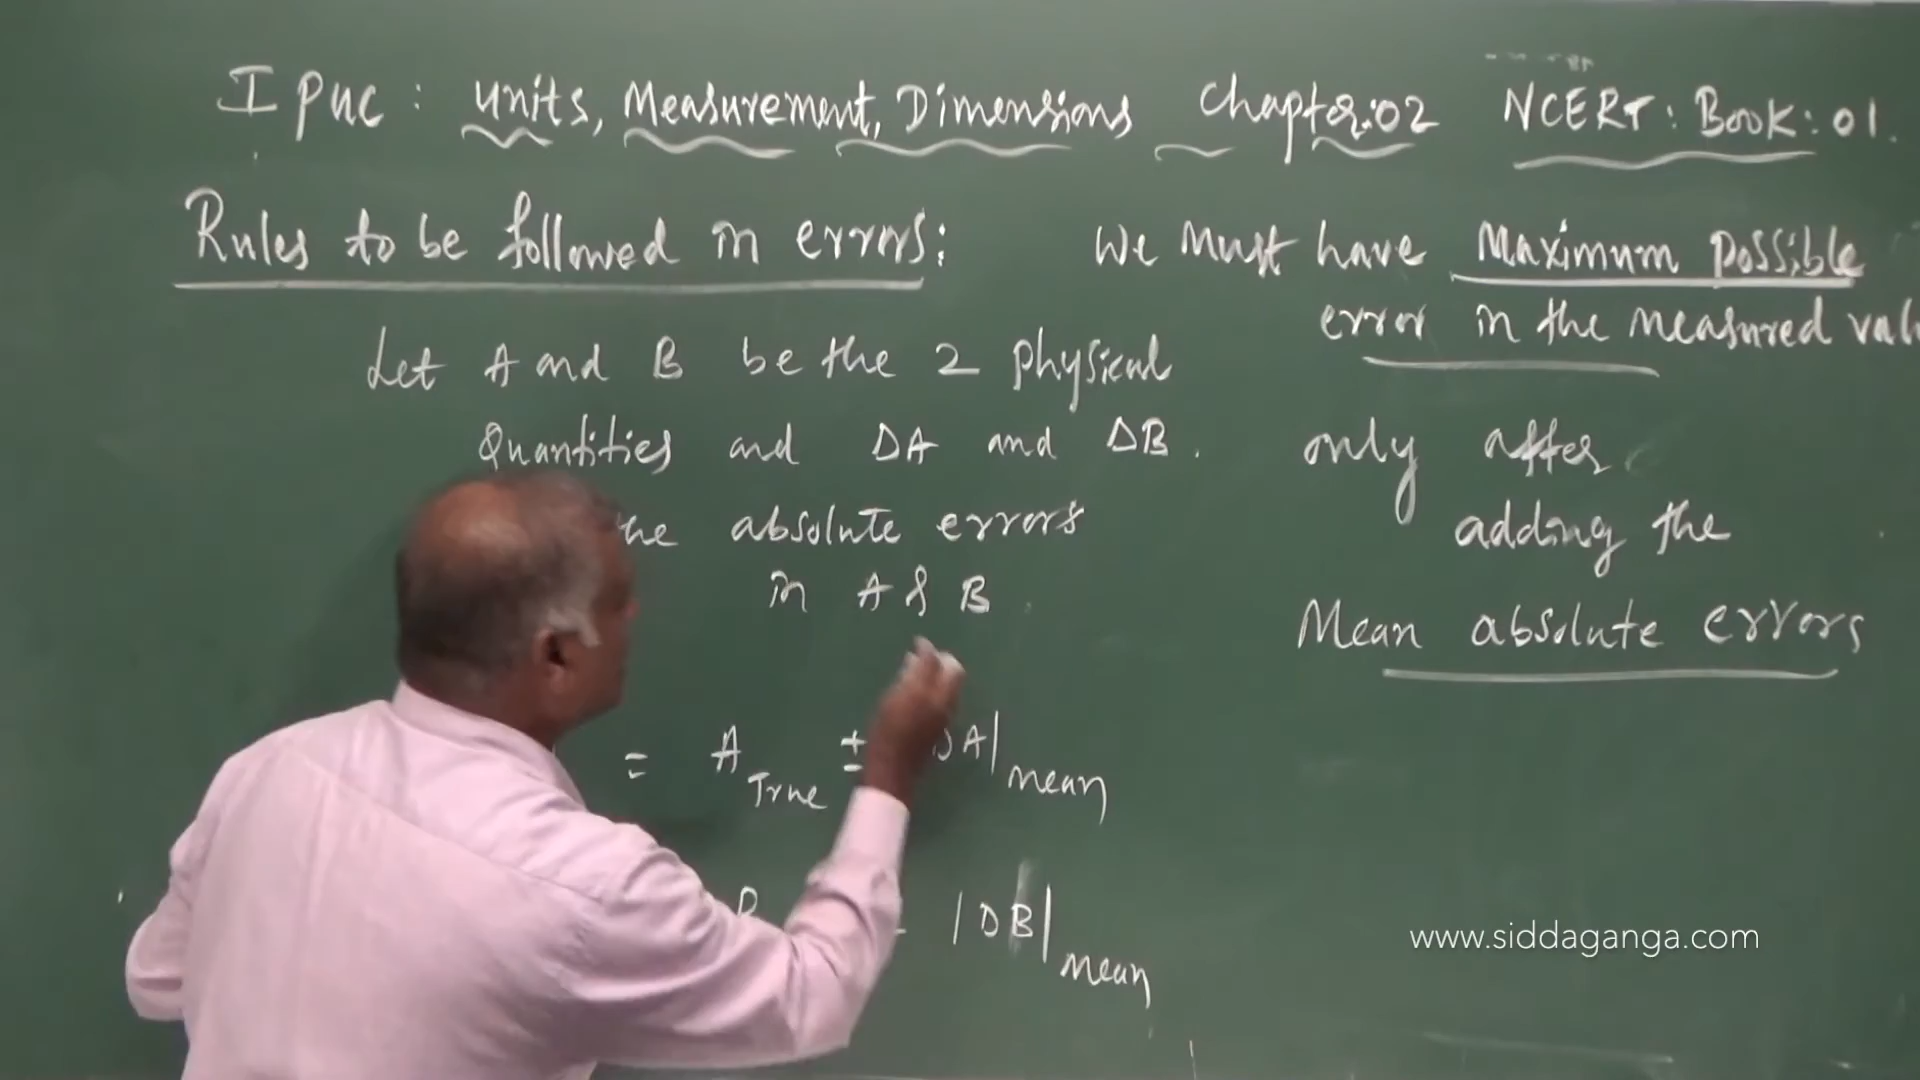 I PUC : Units, Measurement, Dimensions Chapter:02 NCERT: Book: 01.
Rules to be followed in errors:
Let A and B be the 2 physical
Quantities and ΔA and ΔB.
the absolute errors
in A & B.
= A True ± ΔA| mean
B |ΔB| mean
We must have Maximum possible
error in the measured
only after
adding the
Mean absolute errors
www.siddaganga.com